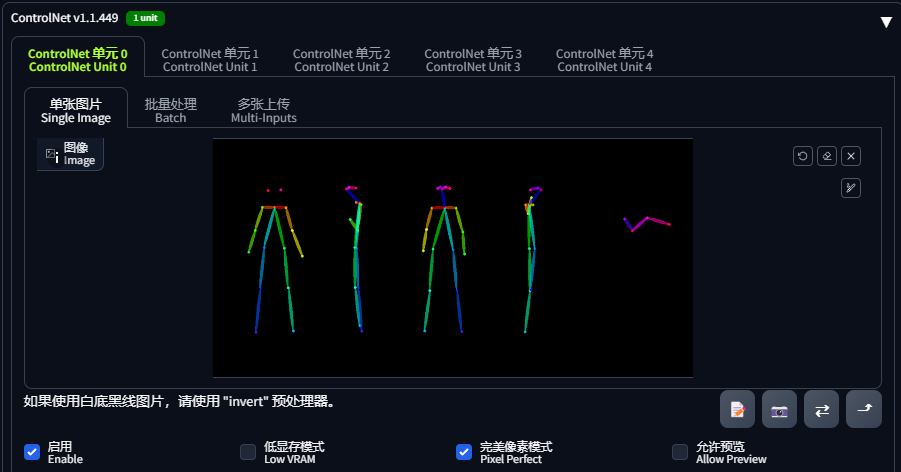 ControlNet v1.1.449 1 unit
ControlNet 单元 0 ControlNet 单元 1 ControlNet 单元 2 ControlNet 单元 3 ControlNet 单元 4
ControlNet Unit 0 ControlNet Unit 1 ControlNet Unit 2 ControlNet Unit 3 ControlNet Unit 4
单张图片 批量处理 多张上传
Single Image Batch Multi-Inputs
图像
Image
如果使用白底黑线图片，请使用 "invert" 预处理器。
启用 低显存模式 完美像素模式 允许预览
Enable Low VRAM Pixel Perfect Allow Preview